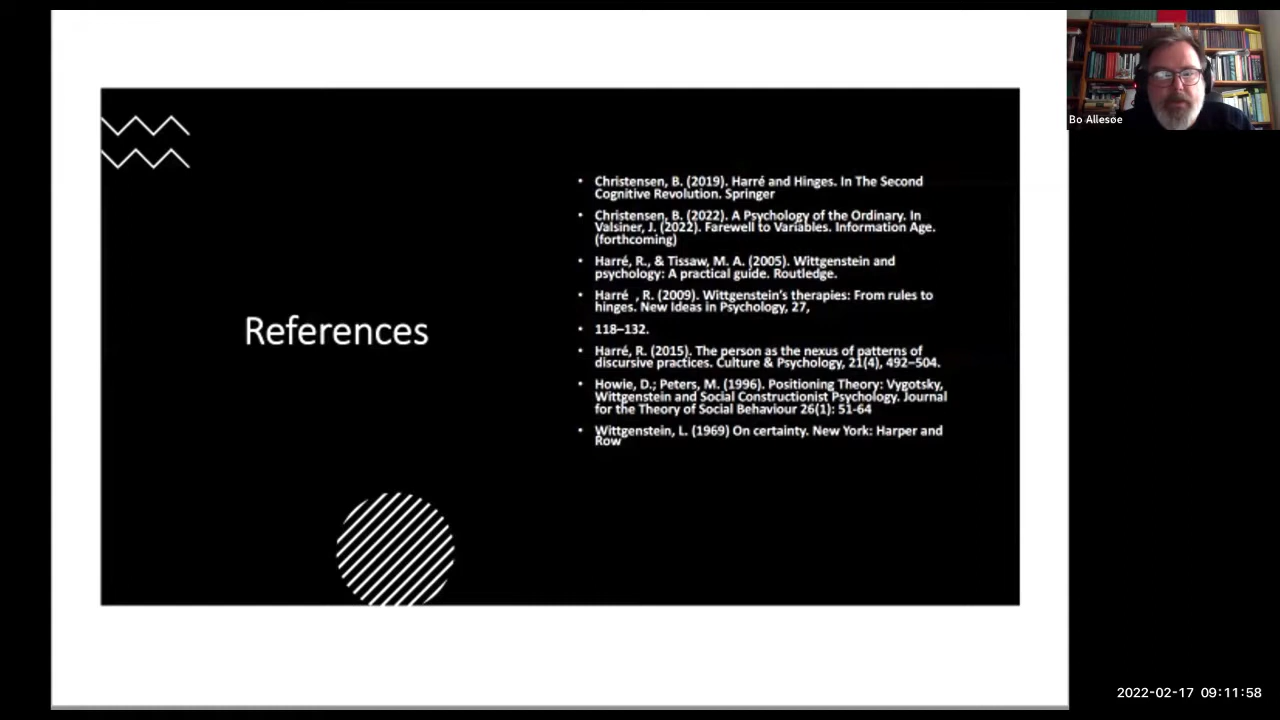 Bo Allesøe
References
• Christensen, B. (2019). Harré and Hinges. In The Second
Cognitive Revolution. Springer
• Christensen, B. (2022). A Psychology of the Ordinary. In
Valsiner, J. (2022). Farewell to Variables. Information Age.
(forthcoming)
• Harré, R., & Tissaw, M. A. (2005). Wittgenstein and
psychology: A practical guide. Routledge.
• Harré , R. (2009). Wittgenstein's therapies: From rules to
hinges. New Ideas in Psychology, 27,
• 118–132.
• Harré, R. (2015). The person as the nexus of patterns of
discursive practices. Culture & Psychology, 21(4), 492–504.
• Howie, D.; Peters, M. (1996). Positioning Theory: Vygotsky,
Wittgenstein and Social Constructionist Psychology. Journal
for the Theory of Social Behaviour 26(1): 51-64
• Wittgenstein, L. (1969) On certainty. New York: Harper and
Row
2022-02-17 09:11:58